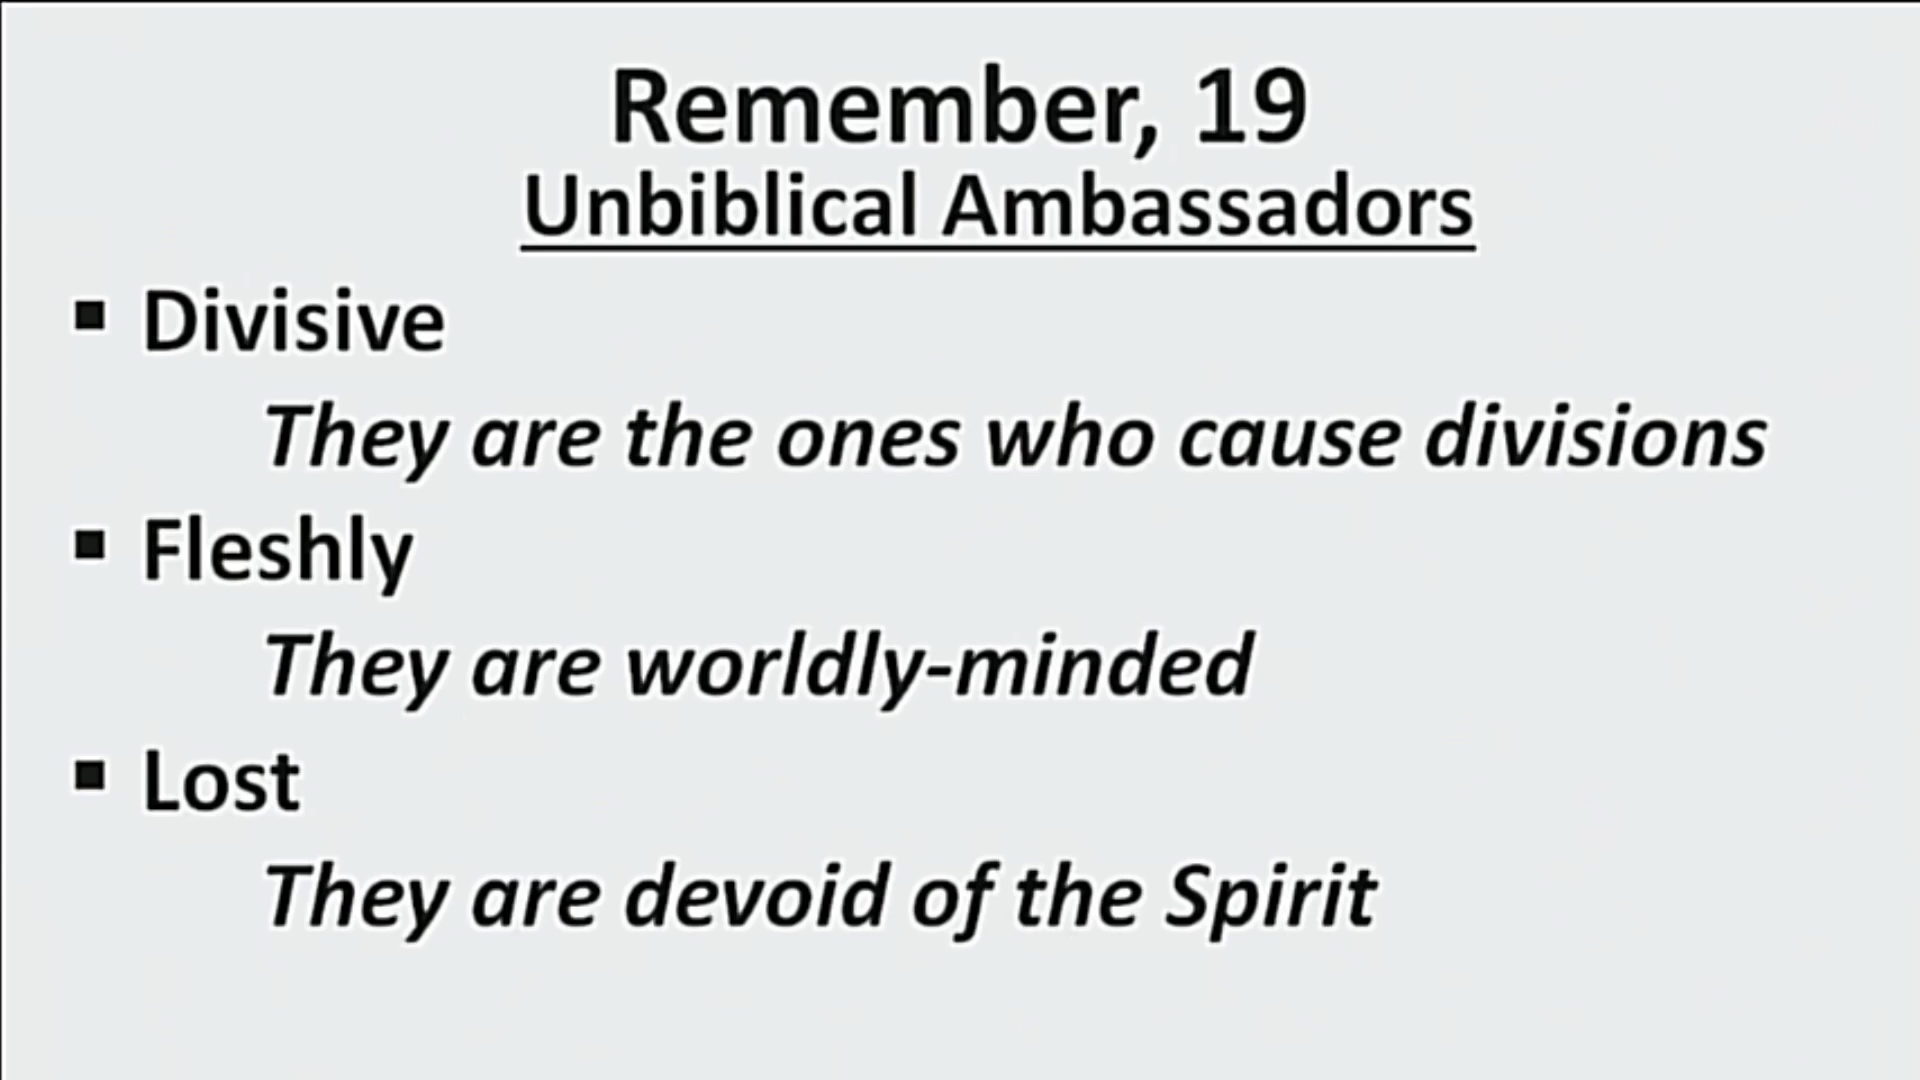 Remember, 19
Unbiblical Ambassadors
▪ Divisive
They are the ones who cause divisions
▪ Fleshly
They are worldly-minded
▪ Lost
They are devoid of the Spirit